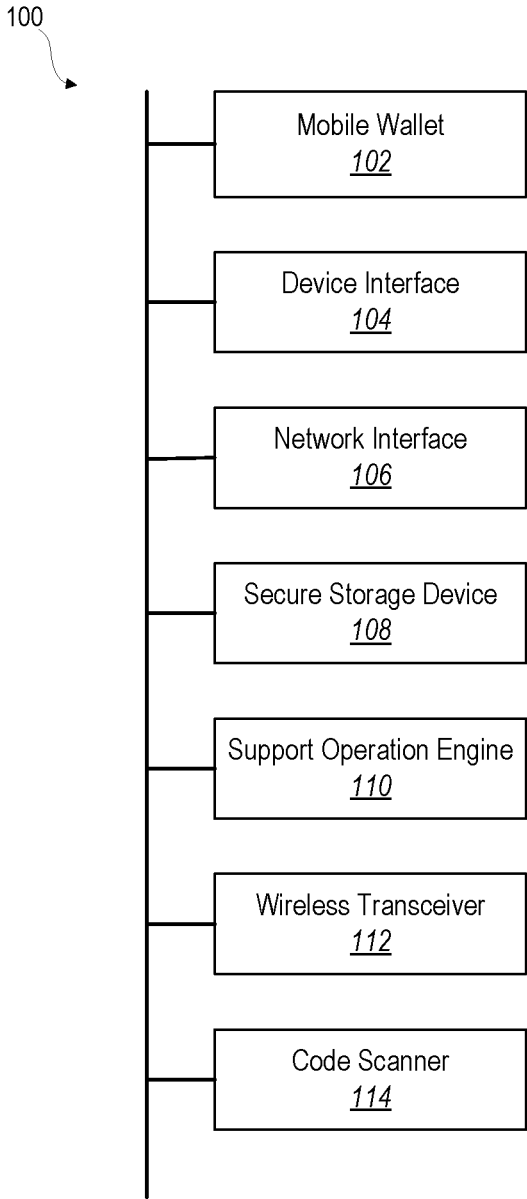 100
Mobile Wallet
102
Device Interface
104
Network Interface
106
Secure Storage Device
108
Support Operation Engine
110
Wireless Transceiver
112
Code Scanner
114